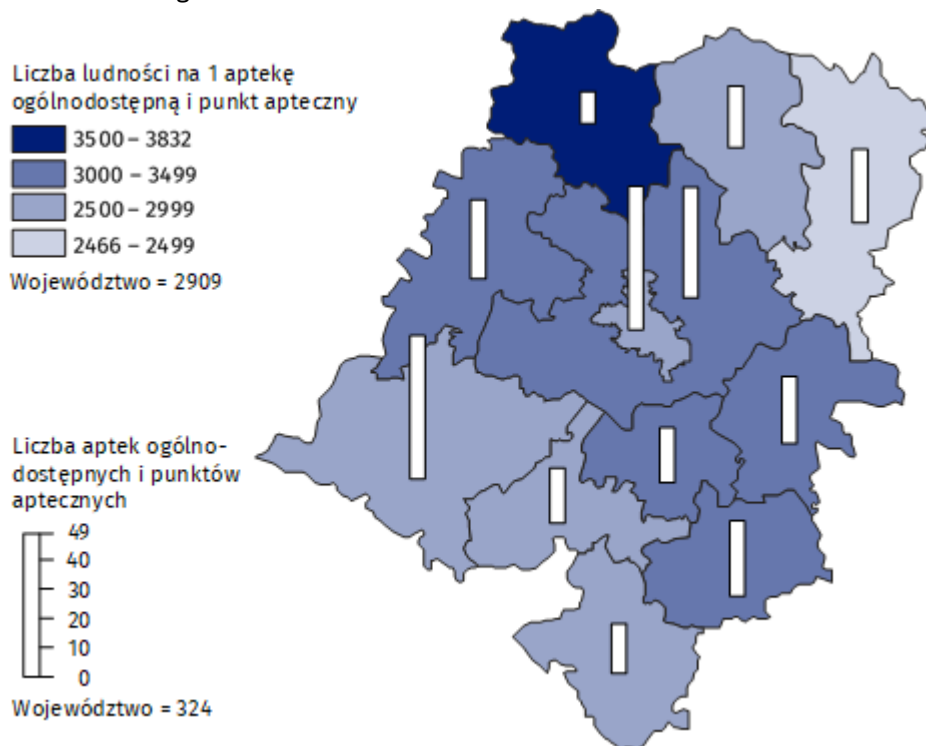 Liczba ludności na 1 aptekę
ogólnodostępną i punkt apteczny
3500 – 3832
3000 – 3499
2500 – 2999
2466 – 2499
Województwo = 2909
Liczba aptek ogólno-
dostępnych i punktów
aptecznych
49
40
30
20
10
0
Województwo = 324